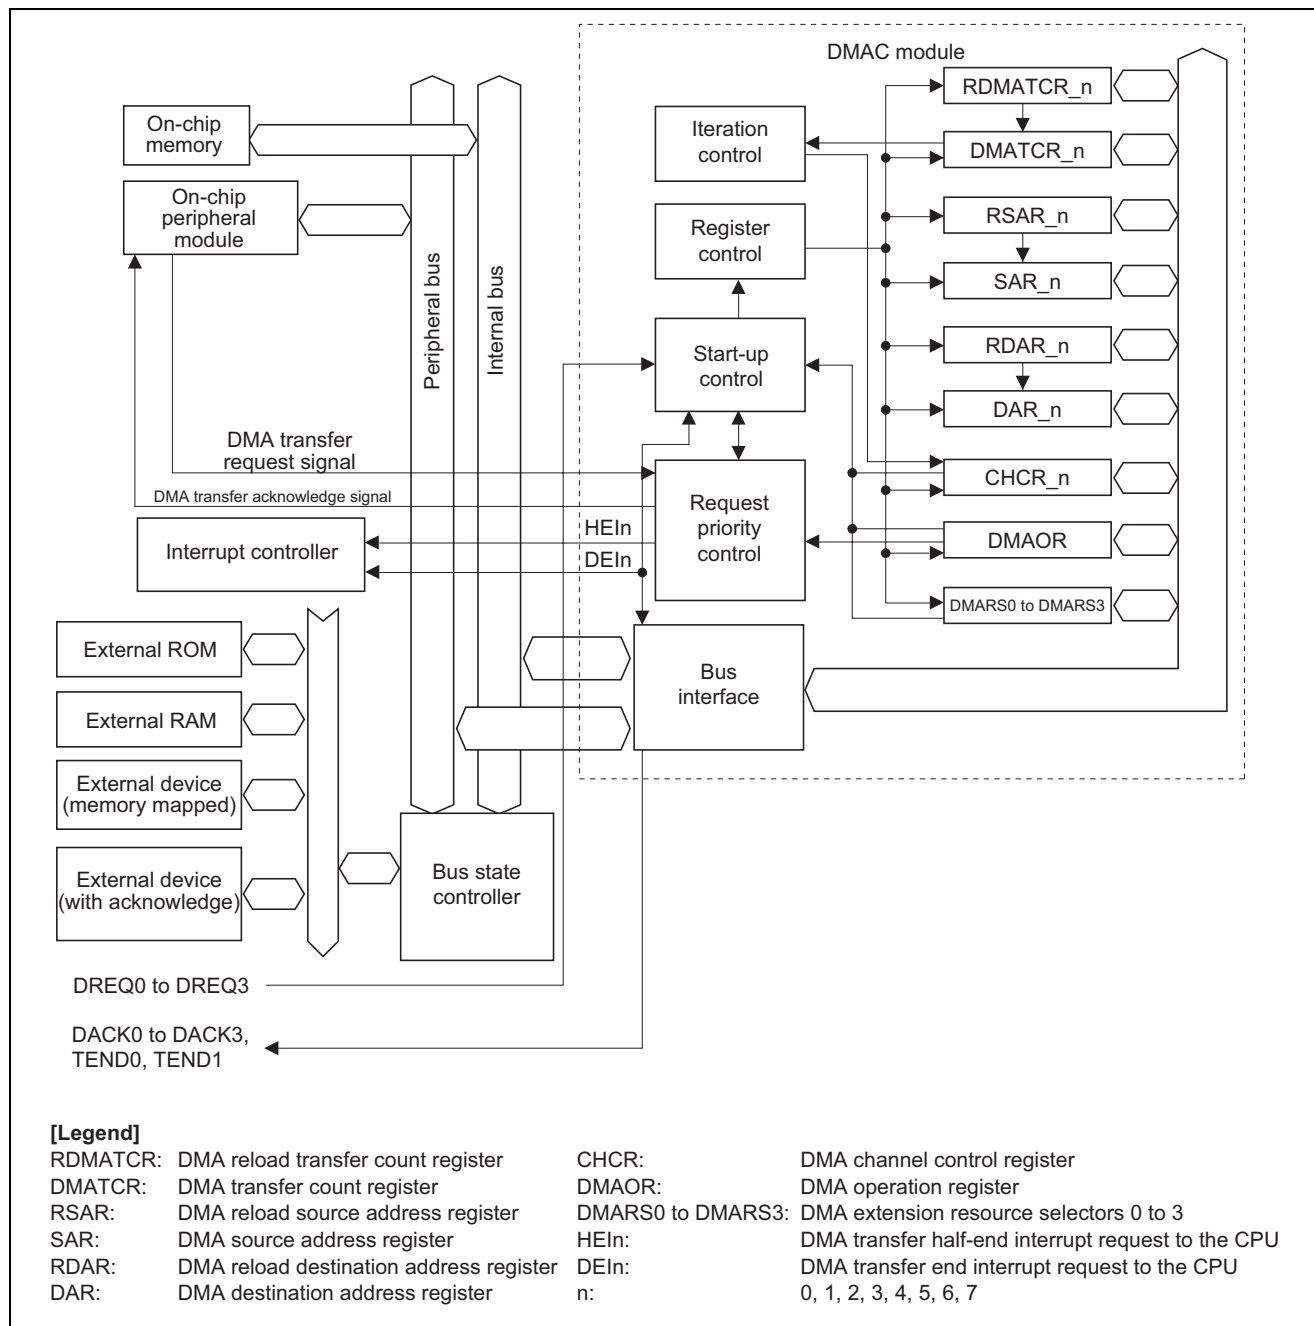 DMAC module
RDMATCR_n
On-chip
memory
Iteration
control
DMATCR_n
On-chip
peripheral
module
RSAR_n
Register
control
SAR_n
Peripheral bus
Internal bus
Start-up
control
RDAR_n
DAR_n
DMA transfer
request signal
CHCR_n
DMA transfer acknowledge signal
Request
priority
control
HEIn
Interrupt controller
DMAOR
DEIn
DMARS0 to DMARS3
External ROM
Bus
interface
External RAM
External device
(memory mapped)
External device
(with acknowledge)
Bus state
controller
DREQ0 to DREQ3
DACK0 to DACK3,
TEND0, TEND1
[Legend]
RDMATCR: DMA reload transfer count register
DMATCR: DMA transfer count register
RSAR: DMA reload source address register
SAR: DMA source address register
RDAR: DMA reload destination address register
DAR: DMA destination address register
CHCR: DMA channel control register
DMAOR: DMA operation register
DMARS0 to DMARS3: DMA extension resource selectors 0 to 3
HEIn: DMA transfer half-end interrupt request to the CPU
DEIn: DMA transfer end interrupt request to the CPU
n: 0, 1, 2, 3, 4, 5, 6, 7